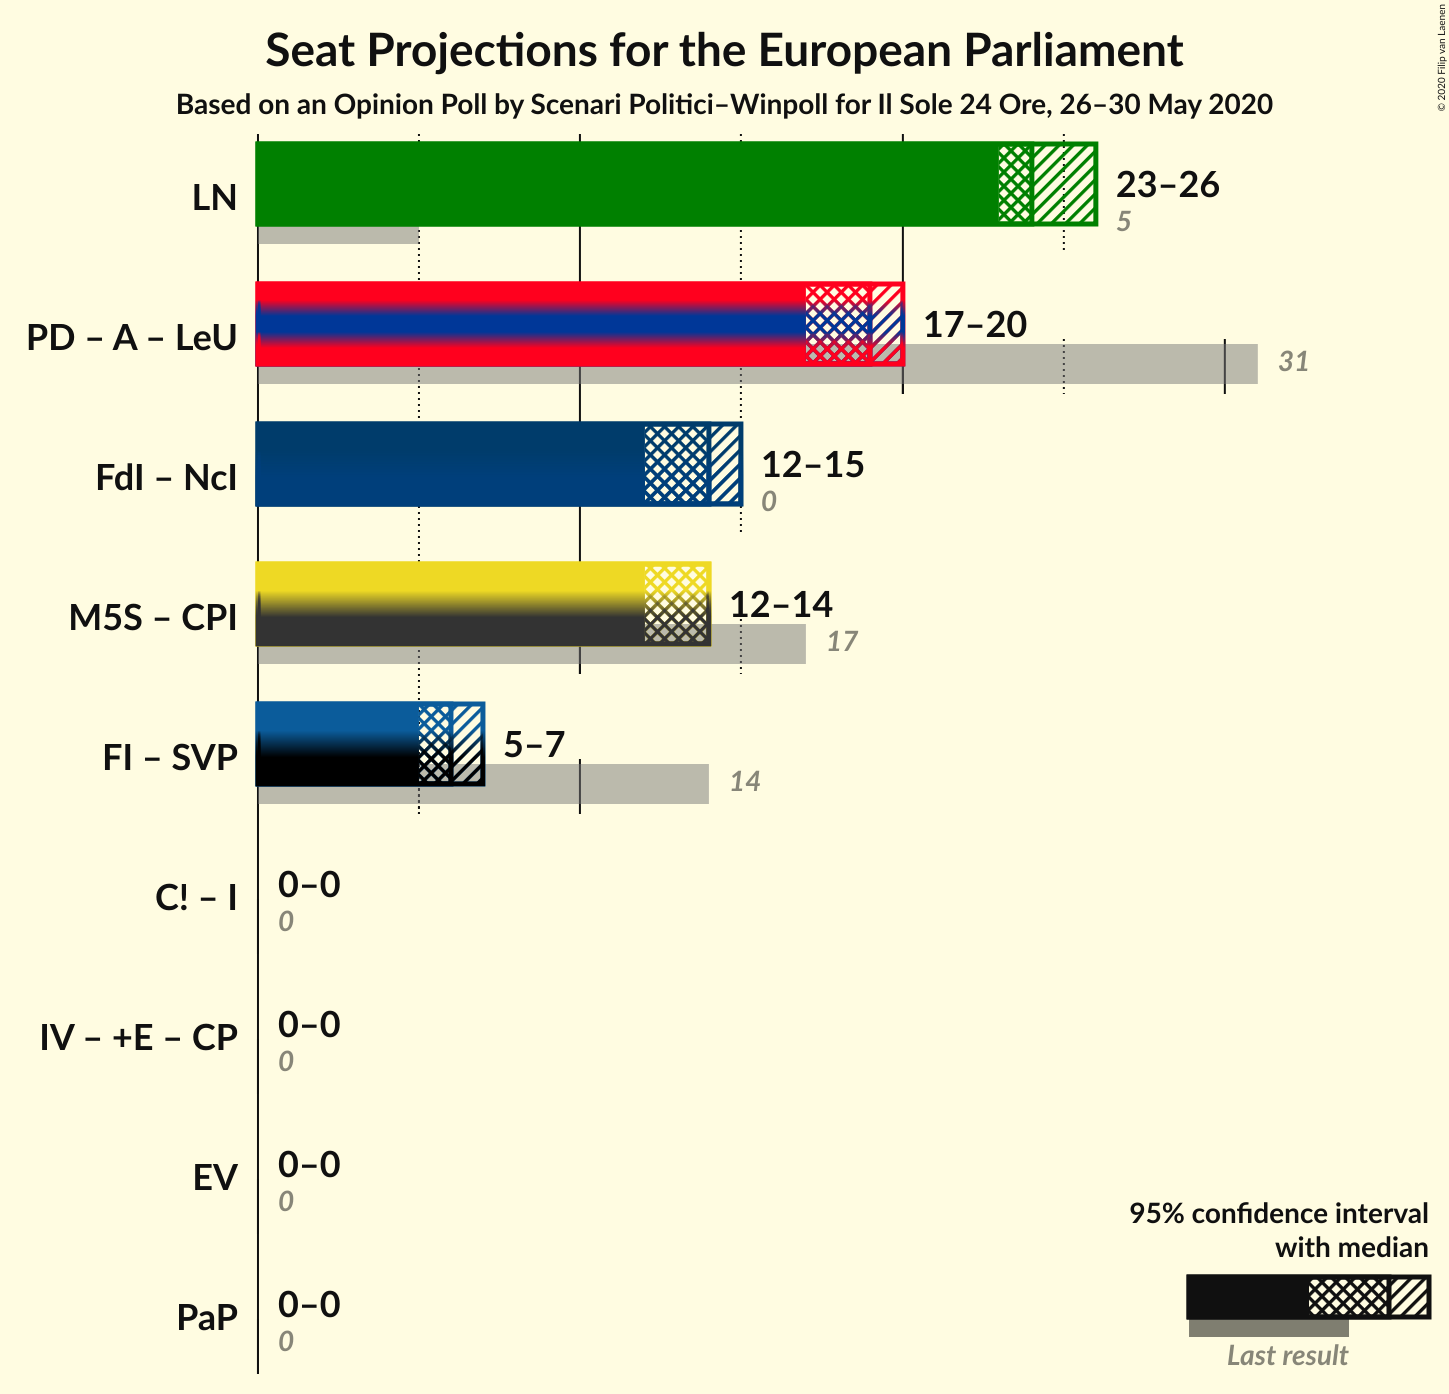 Seat Projections for the European Parliament
Based on an Opinion Poll by Scenari Politici–Winpoll for Il Sole 24 Ore, 26–30 May 2020
© 2020 Filip van Laenen
LN
23–26
5
PD – A – LeU
17–20
31
FdI – NcI
12–15
0
M5S – CPI
12–14
17
FI – SVP
5–7
14
C! – I
0–0
0
IV – +E – CP
0–0
0
EV
0–0
0
PaP
0–0
0
95% confidence interval
with median
Last result